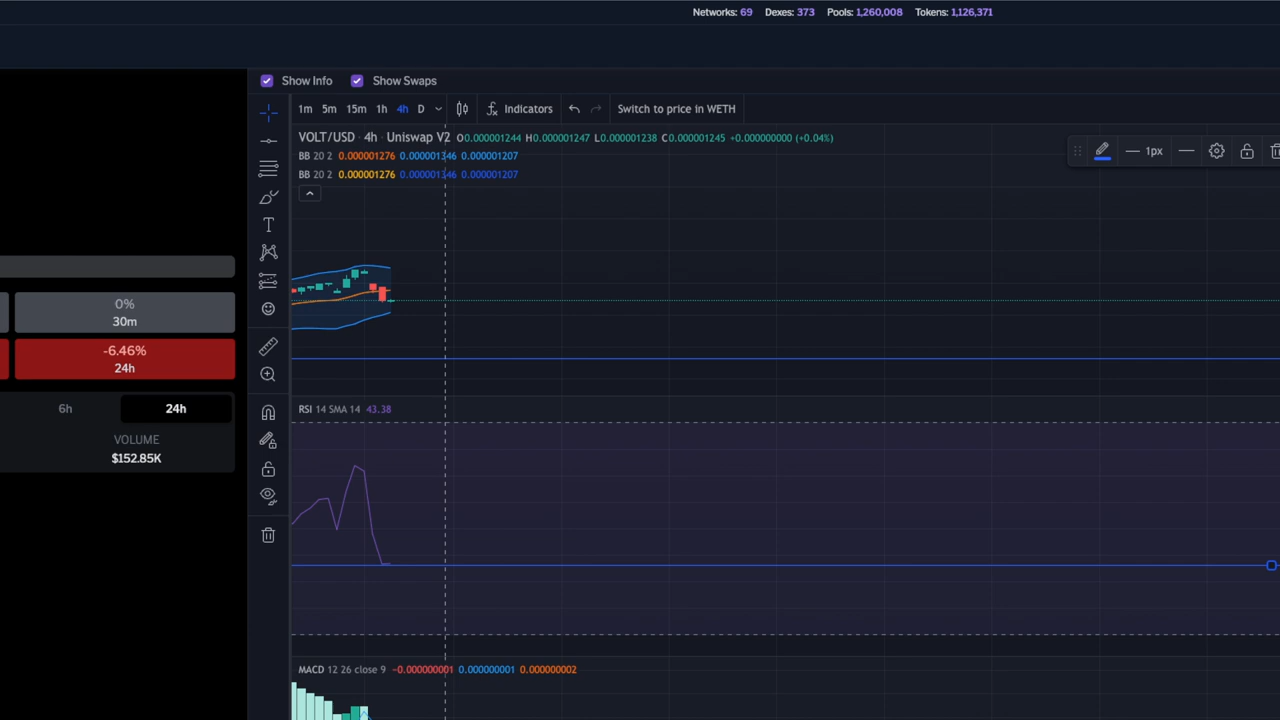 Networks: 69 Dexes: 373 Pools: 1,260,008 Tokens: 1,126,371
Show Info Show Swaps
1m 5m 15m 1h 4h D Indicators Switch to price in WETH
VOLT/USD · 4h · Uniswap V2 O0.000001244 H0.000001247 L0.000001238 C0.000001245 +0.000000000 (+0.04%)
1px
BB 20 2 0.000001276 0.000001346 0.000001207
BB 20 2 0.000001276 0.000001346 0.000001207
0%
30m
-6.46%
24h
6h 24h
VOLUME
$152.85K
RSI 14 SMA 14 43.38
MACD 12 26 close 9 −0.000000001 0.000000001 0.000000002